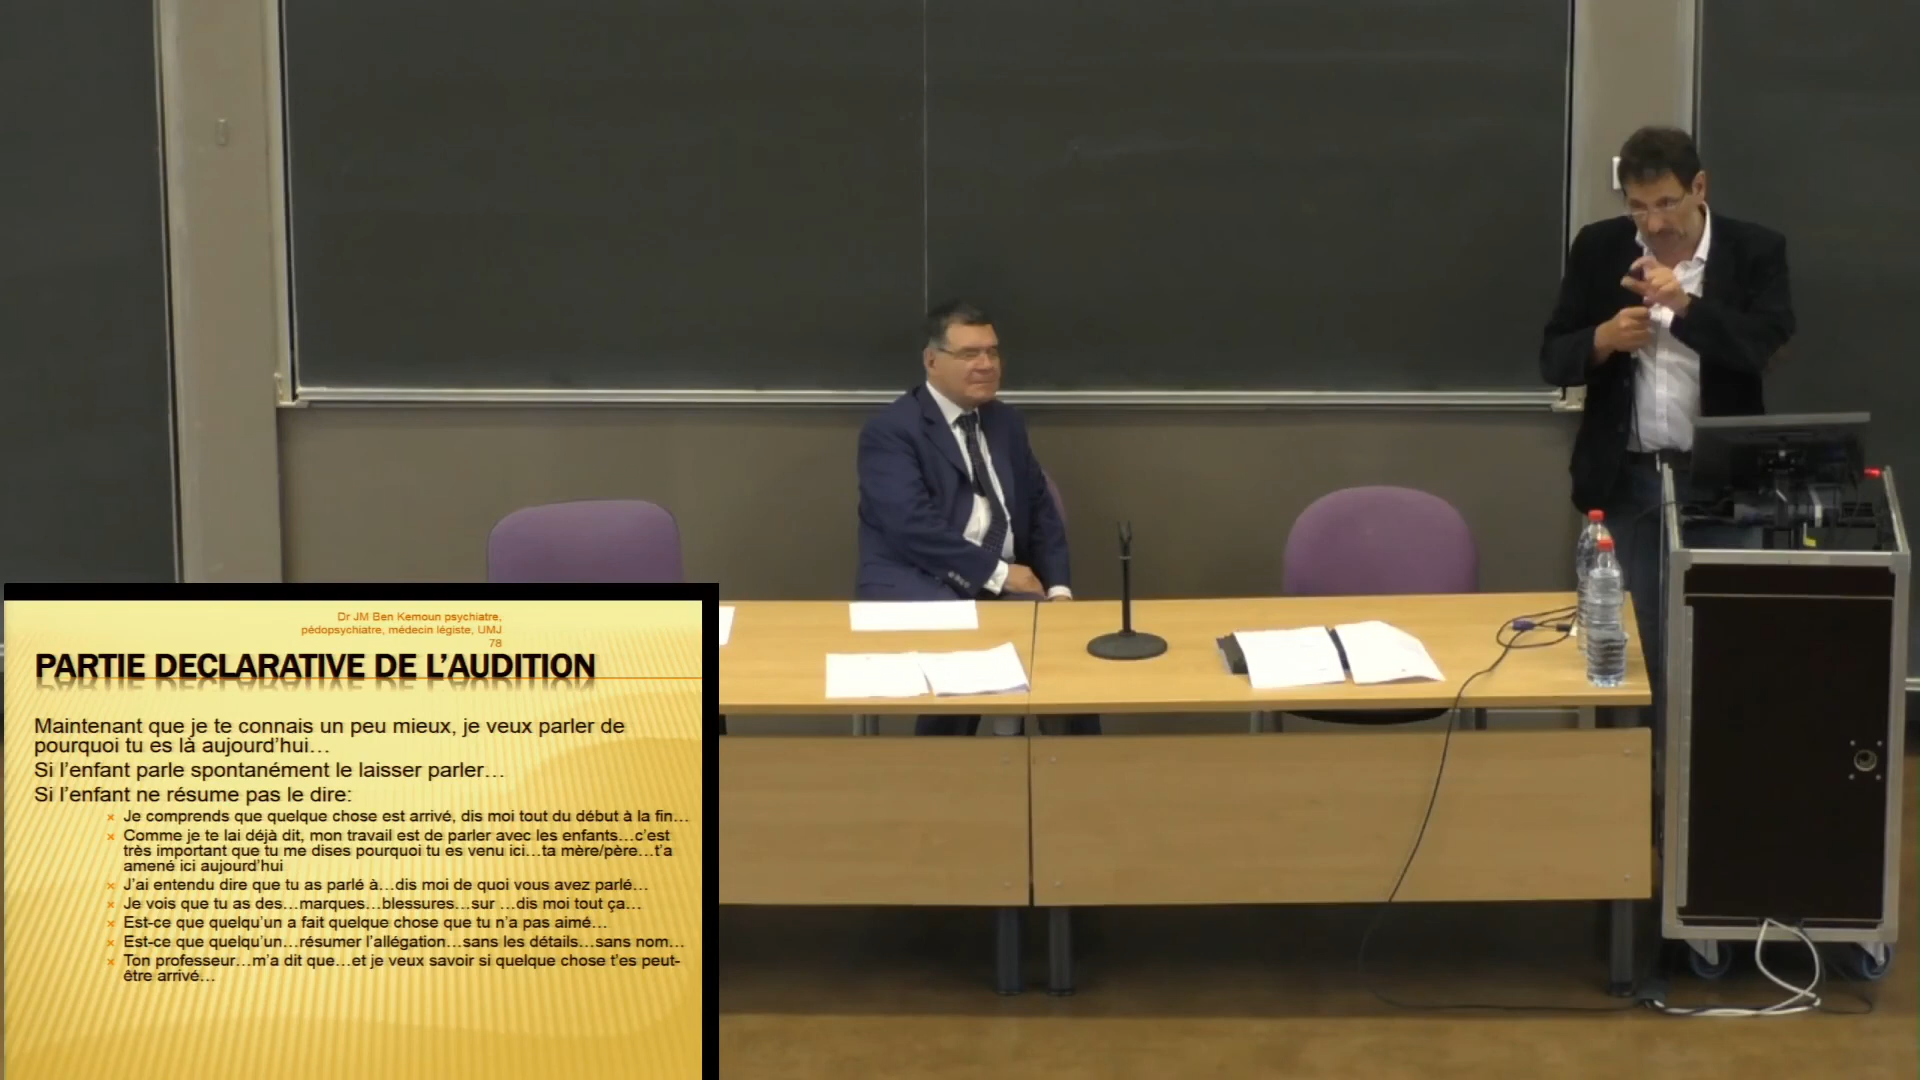 Dr JM Ben Kemoun psychiatre,
pédopsychiatre, médecin légiste, UMJ
78
PARTIE DECLARATIVE DE L'AUDITION
Maintenant que je te connais un peu mieux, je veux parler de
pourquoi tu es là aujourd'hui…
Si l'enfant parle spontanément le laisser parler…
Si l'enfant ne résume pas le dire:
Je comprends que quelque chose est arrivé, dis moi tout du début à la fin…
Comme je te lai déjà dit, mon travail est de parler avec les enfants…c'est
très important que tu me dises pourquoi tu es venu ici…ta mère/père…t'a
amené ici aujourd'hui
J'ai entendu dire que tu as parlé à…dis moi de quoi vous avez parlé…
Je vois que tu as des…marques…blessures…sur …dis moi tout ça…
Est-ce que quelqu'un a fait quelque chose que tu n'a pas aimé…
Est-ce que quelqu'un…résumer l'allégation…sans les détails…sans nom…
Ton professeur…m'a dit que…et je veux savoir si quelque chose t'es peut-
être arrivé…